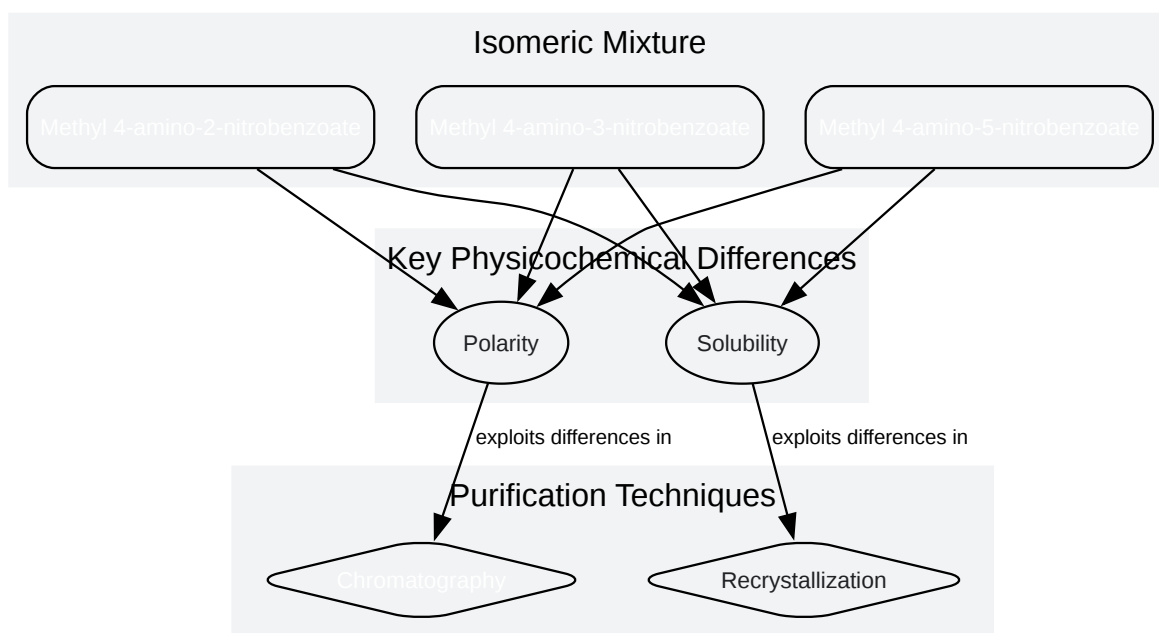 Isomeric Mixture
Methyl 4-amino-2-nitrobenzoate
Methyl 4-amino-3-nitrobenzoate
Methyl 4-amino-5-nitrobenzoate
Key Physicochemical Differences
Polarity
Solubility
exploits differences in
exploits differences in
Purification Techniques
Chromatography
Recrystallization